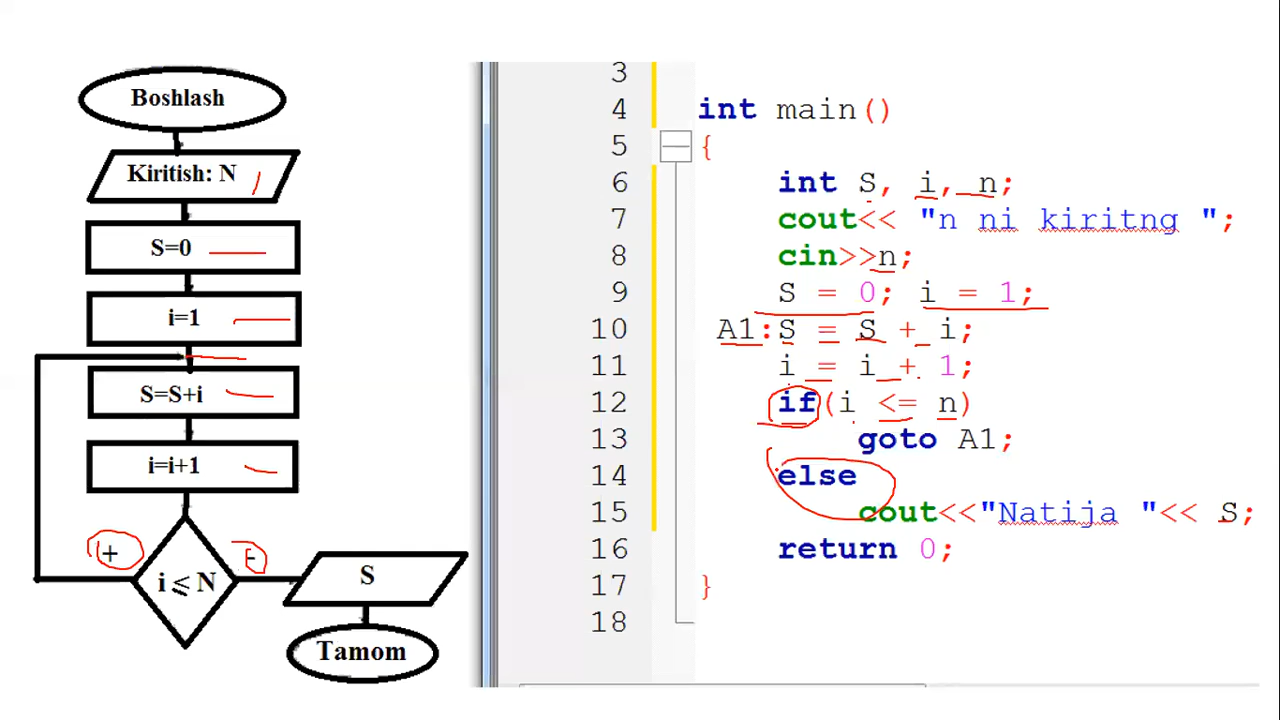 Boshlash
Kiritish: N
S=0
i=1
S=S+i
i=i+1
+
-
i ≤ N
S
Tamom
3
4 int main()
5 {
6 int S, i, n;
7 cout<< "n ni kiritng ";
8 cin>>n;
9 S = 0; i = 1;
10 A1:S = S + i;
11 i = i + 1;
12 if(i <= n)
13 goto A1;
14 else
15 cout<<"Natija "<< S;
16 return 0;
17 }
18